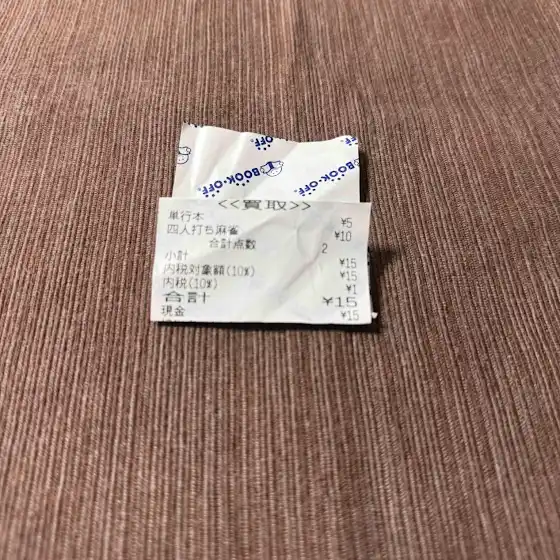 BOOK・OFF
BOOK・OFF
OFF
<<買取>>
単行本 ¥5
四人打ち麻雀 ¥10
合計点数 2
小計 ¥15
内税対象額(10%) ¥15
内税(10%) ¥1
合計 ¥15
現金 ¥15